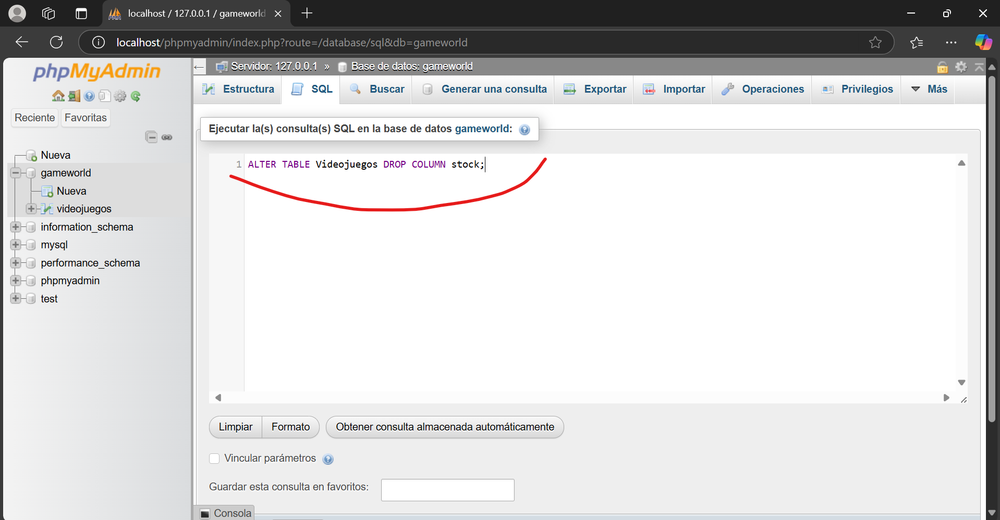 localhost / 127.0.0.1 / gameworld
localhost/phpmyadmin/index.php?route=/database/sql&db=gameworld
phpMyAdmin
Reciente
Favoritas
Nueva
gameworld
Nueva
videojuegos
information_schema
mysql
performance_schema
phpmyadmin
test
Servidor: 127.0.0.1 » Base de datos: gameworld
Estructura SQL Buscar Generar una consulta Exportar Importar Operaciones Privilegios Más
Ejecutar la(s) consulta(s) SQL en la base de datos gameworld:
1 ALTER TABLE Videojuegos DROP COLUMN stock;
Limpiar Formato Obtener consulta almacenada automáticamente
Vincular parámetros
Guardar esta consulta en favoritos:
Consola